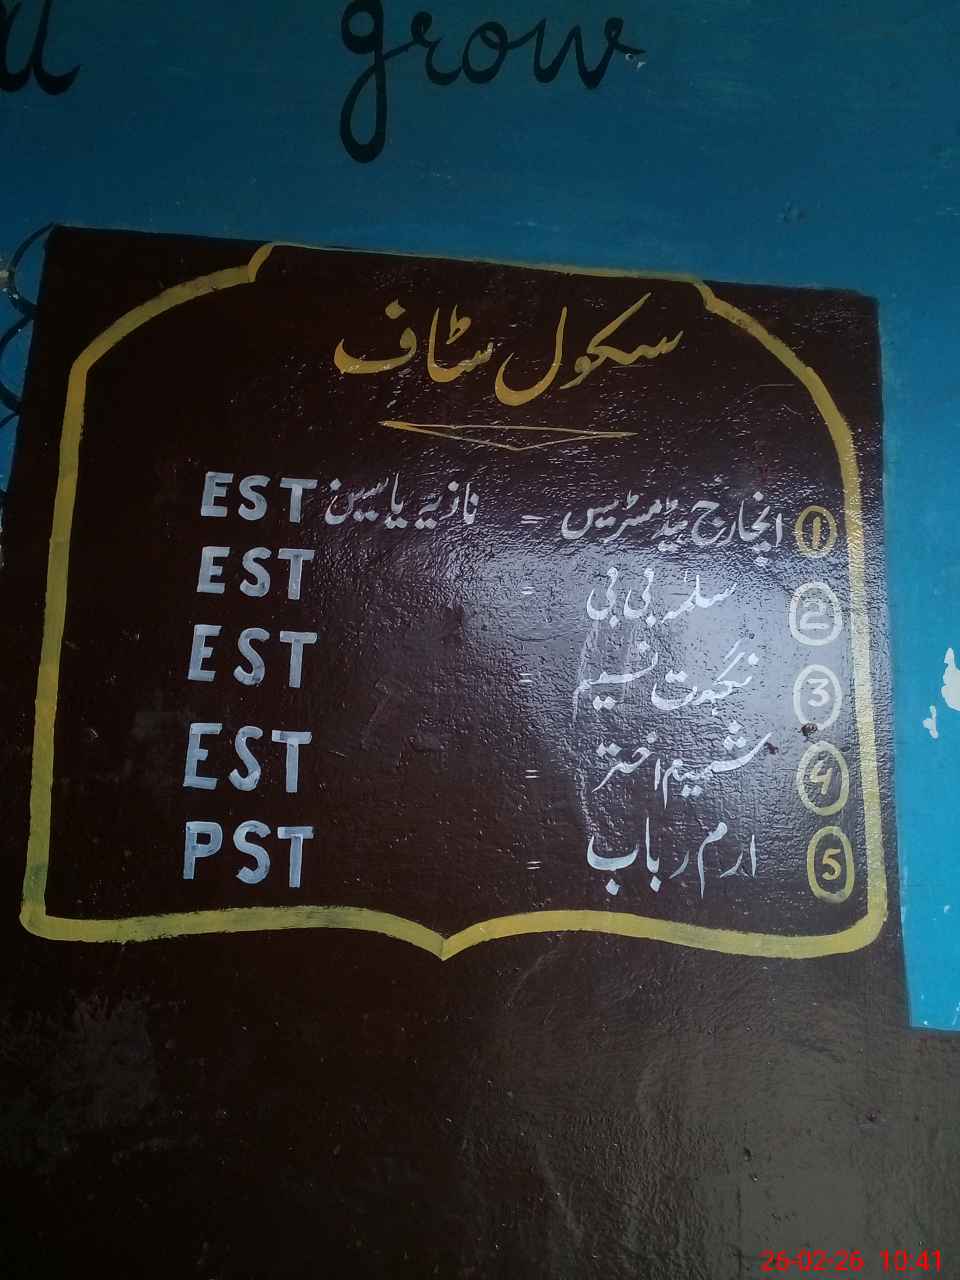 grow
سکول سٹاف
① انچارج ہیڈ مسٹریس = نازیہ یاسین EST
② سلمہ بی بی = EST
③ نگہت نسیم = EST
④ شمیم اختر = EST
⑤ ارم رباب = PST
26-02-26 10:41